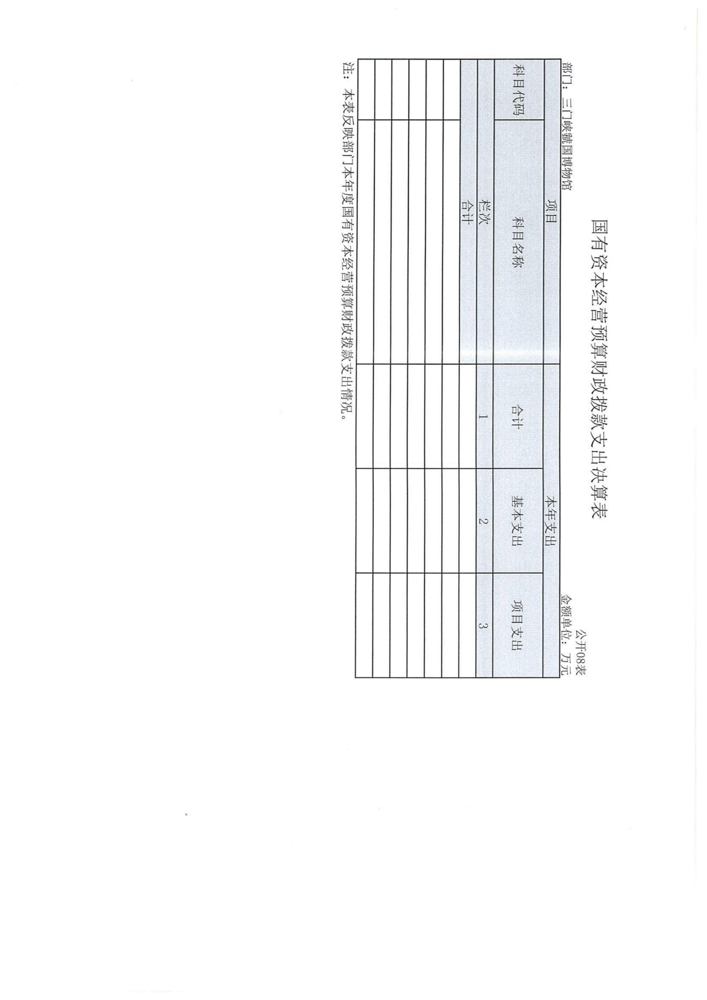 国有资本经营预算财政拨款支出决算表
公开08表
部门：三门峡虢国博物馆 金额单位：万元
项目 本年支出
科目代码 科目名称 合计 基本支出 项目支出
栏次 1 2 3
合计
注：本表反映部门本年度国有资本经营预算财政拨款支出情况。